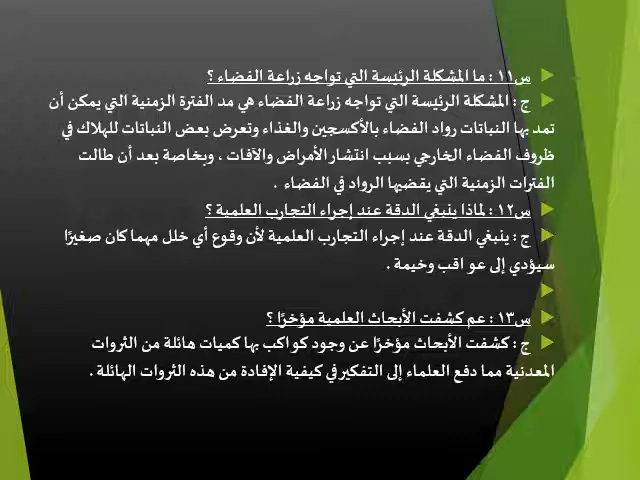 س١١ : ما المشكلة الرئيسة التي تواجه زراعة الفضاء ؟
ج : المشكلة الرئيسة التي تواجه زراعة الفضاء هي مد الفترة الزمنية التي يمكن أن
تمد بها النباتات رواد الفضاء بالأكسجين والغذاء وتعرض بعض النباتات للهلاك في
ظروف الفضاء الخارجي بسبب انتشار الأمراض والآفات ، وبخاصة بعد أن طالت
الفترات الزمنية التي يقضيها الرواد في الفضاء .
س١٢ : لماذا ينبغي الدقة عند إجراء التجارب العلمية ؟
ج : ينبغي الدقة عند إجراء التجارب العلمية لأن وقوع أي خلل مهما كان صغيرًا
سيؤدي إلى عواقب وخيمة .
س١٣ : عم كشفت الأبحاث العلمية مؤخرًا ؟
ج : كشفت الأبحاث مؤخرًا عن وجود كواكب بها كميات هائلة من الثروات
المعدنية مما دفع العلماء إلى التفكير في كيفية الإفادة من هذه الثروات الهائلة .